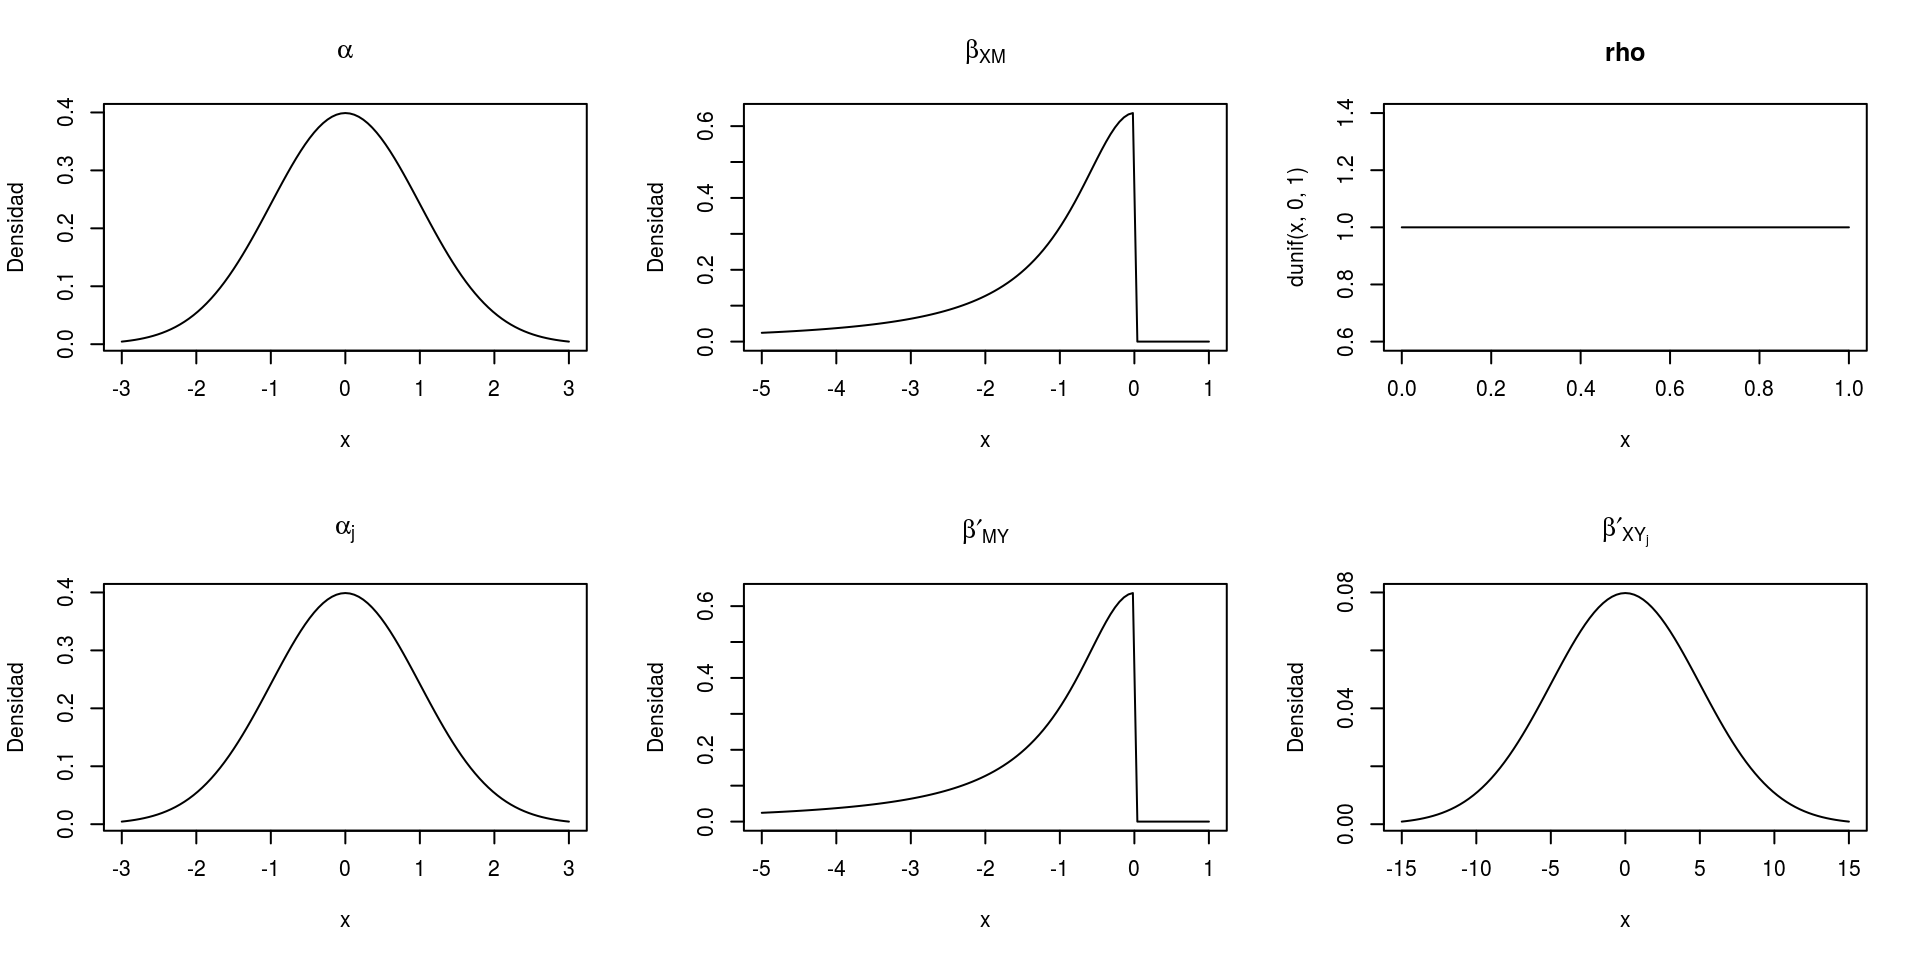 α
Densidad
0.0 0.1 0.2 0.3 0.4
-3 -2 -1 0 1 2 3
x
β_XM
Densidad
0.0 0.2 0.4 0.6
-5 -4 -3 -2 -1 0 1
x
rho
dunif(x, 0, 1)
0.6 0.8 1.0 1.2 1.4
0.0 0.2 0.4 0.6 0.8 1.0
x
α_j
Densidad
0.0 0.1 0.2 0.3 0.4
-3 -2 -1 0 1 2 3
x
β′_MY
Densidad
0.0 0.2 0.4 0.6
-5 -4 -3 -2 -1 0 1
x
β′_XY_j
Densidad
0.00 0.04 0.08
-15 -10 -5 0 5 10 15
x